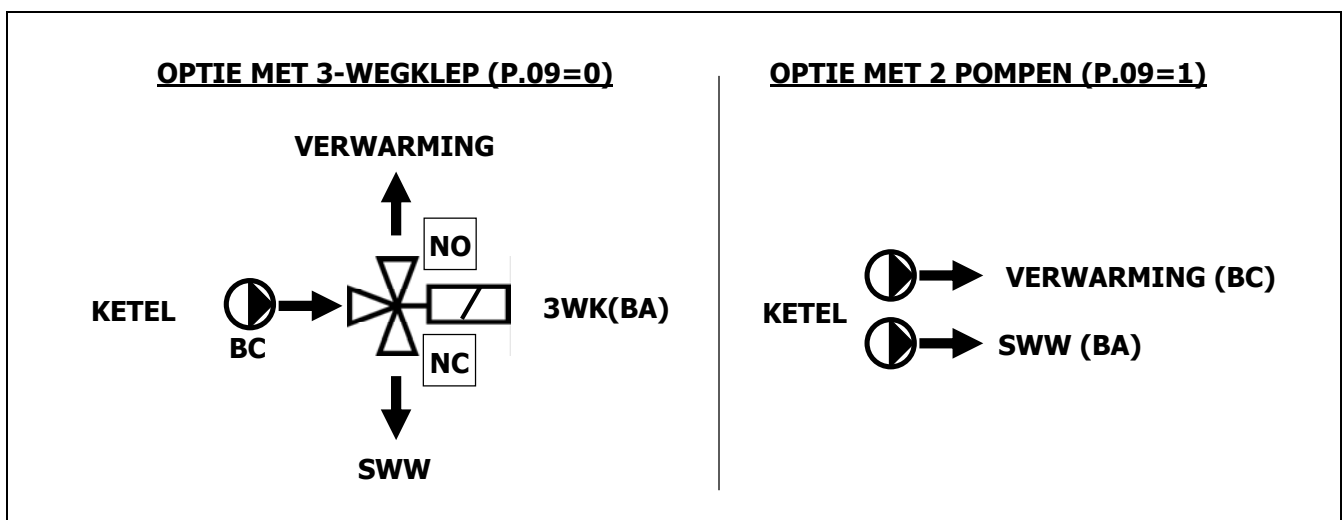 OPTIE MET 3-WEGKLEP (P.09=0)
VERWARMING
NO
KETEL
BC
3WK(BA)
NC
SWW
OPTIE MET 2 POMPEN (P.09=1)
KETEL
VERWARMING (BC)
SWW (BA)